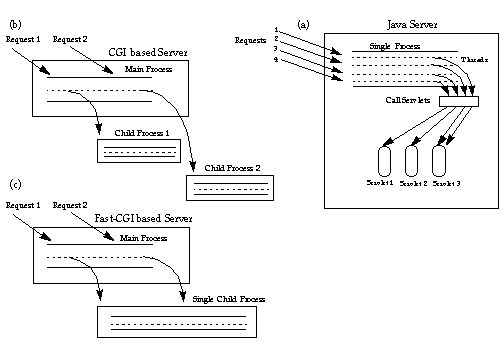 (b)
Request 1 Request 2
CGI based Server
Main Process
Child Process 1
Child Process 2
(c)
Request 1 Request 2
Fast-CGI based Server
Main Process
Single Child Process
(a)
Java Server
1
2
3
4
Requests
Single Process
Threads
Call Servlets
Servlet 1 Servlet 2 Servlet 3